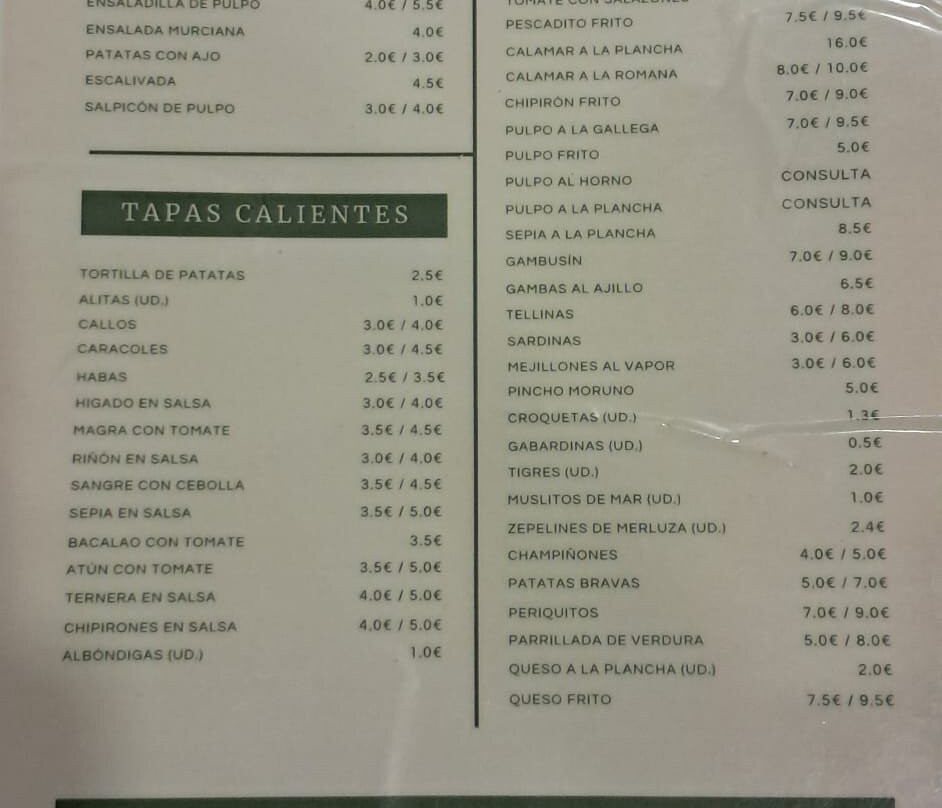 ENSALADILLA DE PULPO 4.0€ / 5.5€
ENSALADA MURCIANA 4.0€
PATATAS CON AJO 2.0€ / 3.0€
ESCALIVADA 4.5€
SALPICÓN DE PULPO 3.0€ / 4.0€
TAPAS CALIENTES
TORTILLA DE PATATAS 2.5€
ALITAS (UD.) 1.0€
CALLOS 3.0€ / 4.0€
CARACOLES 3.0€ / 4.5€
HABAS 2.5€ / 3.5€
HIGADO EN SALSA 3.0€ / 4.0€
MAGRA CON TOMATE 3.5€ / 4.5€
RIÑÓN EN SALSA 3.0€ / 4.0€
SANGRE CON CEBOLLA 3.5€ / 4.5€
SEPIA EN SALSA 3.5€ / 5.0€
BACALAO CON TOMATE 3.5€
ATÚN CON TOMATE 3.5€ / 5.0€
TERNERA EN SALSA 4.0€ / 5.0€
CHIPIRONES EN SALSA 4.0€ / 5.0€
ALBÓNDIGAS (UD.) 1.0€
TOMATE CON SALAZONES
PESCADITO FRITO 7.5€ / 9.5€
CALAMAR A LA PLANCHA 16.0€
CALAMAR A LA ROMANA 8.0€ / 10.0€
CHIPIRÓN FRITO 7.0€ / 9.0€
PULPO A LA GALLEGA 7.0€ / 9.5€
PULPO FRITO 5.0€
PULPO AL HORNO CONSULTA
PULPO A LA PLANCHA CONSULTA
SEPIA A LA PLANCHA 8.5€
GAMBUSÍN 7.0€ / 9.0€
GAMBAS AL AJILLO 6.5€
TELLINAS 6.0€ / 8.0€
SARDINAS 3.0€ / 6.0€
MEJILLONES AL VAPOR 3.0€ / 6.0€
PINCHO MORUNO 5.0€
CROQUETAS (UD.) 1.3€
GABARDINAS (UD.) 0.5€
TIGRES (UD.) 2.0€
MUSLITOS DE MAR (UD.) 1.0€
ZEPELINES DE MERLUZA (UD.) 2.4€
CHAMPIÑONES 4.0€ / 5.0€
PATATAS BRAVAS 5.0€ / 7.0€
PERIQUITOS 7.0€ / 9.0€
PARRILLADA DE VERDURA 5.0€ / 8.0€
QUESO A LA PLANCHA (UD.) 2.0€
QUESO FRITO 7.5€ / 9.5€